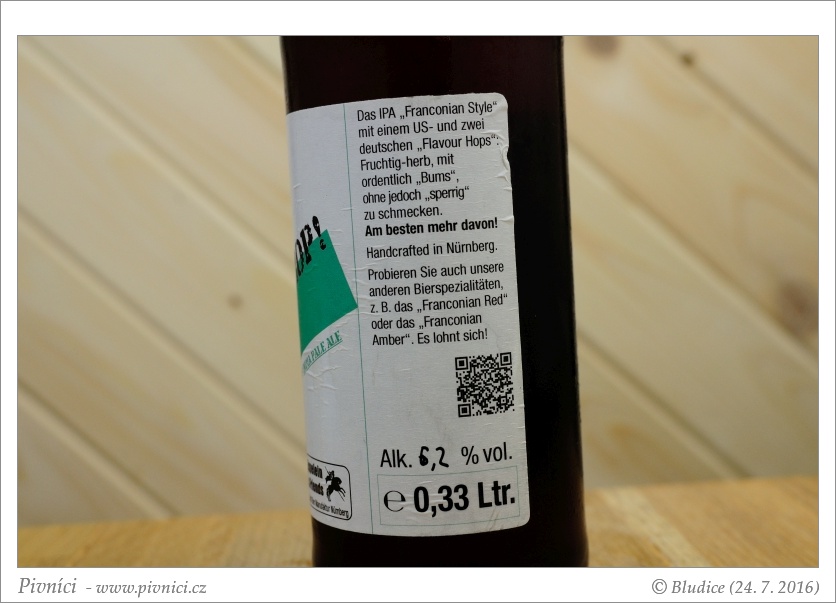 Das IPA „Franconian Style“
mit einem US- und zwei
deutschen „Flavour Hops“:
Fruchtig-herb, mit
ordentlich „Bums“,
ohne jedoch „sperrig“
zu schmecken.
Am besten mehr davon!
Handcrafted in Nürnberg.
Probieren Sie auch unsere
anderen Bierspezialitäten,
z. B. das „Franconian Red“
oder das „Franconian
Amber“. Es lohnt sich!
PALE ALE
Alk. 6,2 % vol.
Nürnberg
℮ 0,33 Ltr.
Pivníci - www.pivnici.cz
© Bludice (24. 7. 2016)